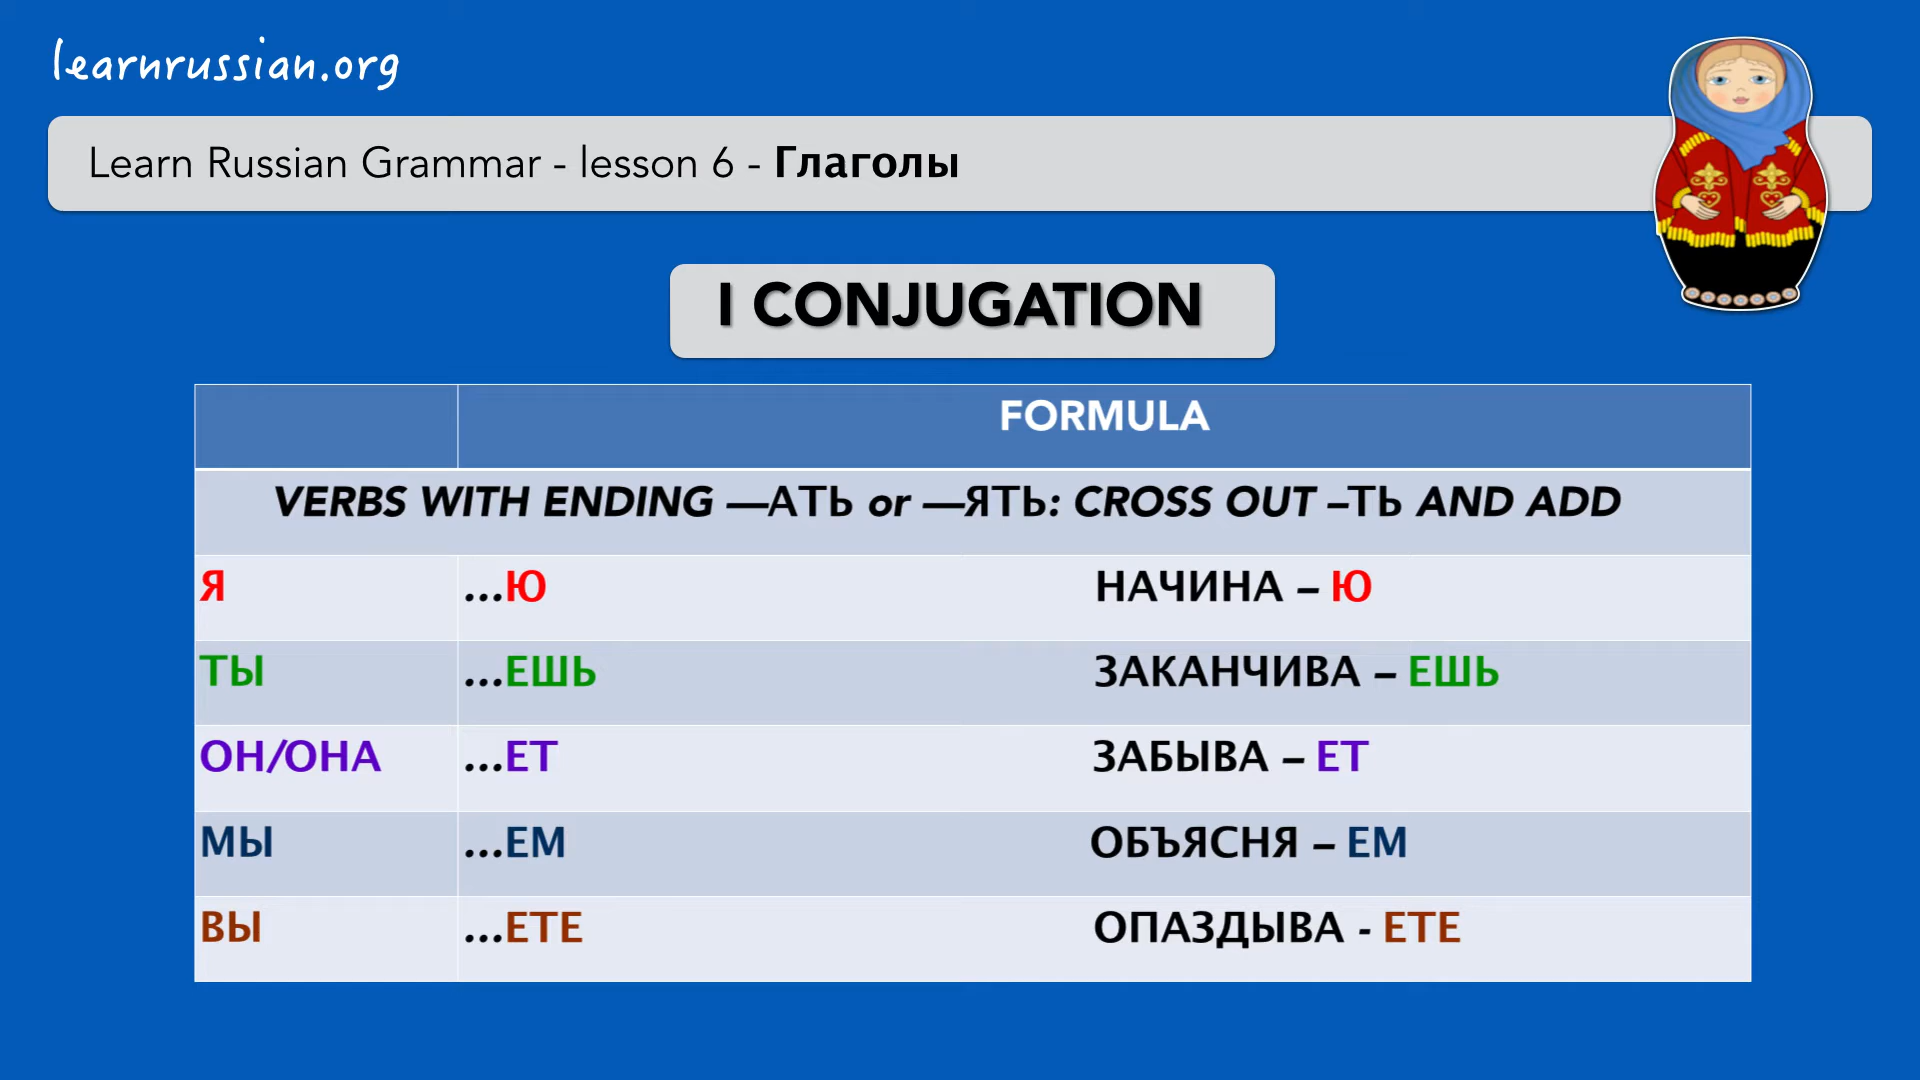 learnrussian.org
Learn Russian Grammar - lesson 6 - Глаголы
I CONJUGATION
FORMULA
VERBS WITH ENDING —АТЬ or —ЯТЬ: CROSS OUT –ТЬ AND ADD
Я ...Ю НАЧИНА – Ю
ТЫ ...ЕШЬ ЗАКАНЧИВА – ЕШЬ
ОН/ОНА ...ЕТ ЗАБЫВА – ЕТ
МЫ ...ЕМ ОБЪЯСНЯ – ЕМ
ВЫ ...ЕТЕ ОПАЗДЫВА - ЕТЕ